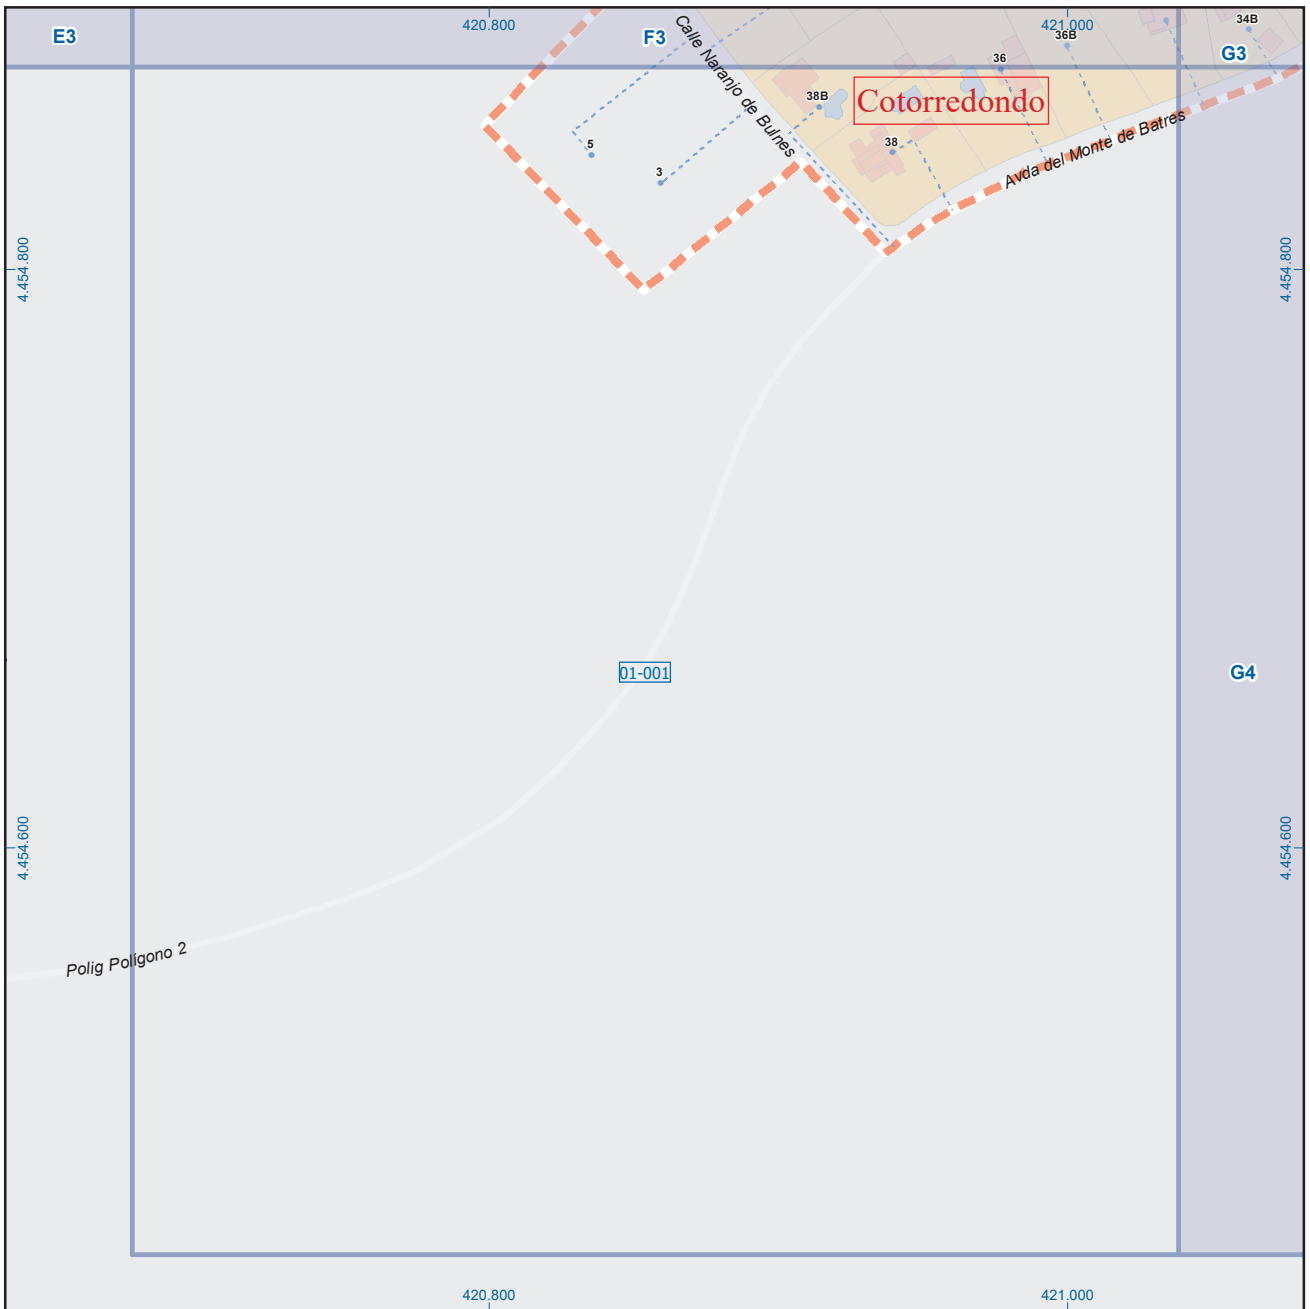 420.800
421.000
E3
F3
G3
34B
36B
36
38B
38
5
3
Calle Naranjo de Bulnes
Cotorredondo
Avda del Monte de Batres
4.454.800
4.454.800
01-001
G4
4.454.600
4.454.600
Polig Polígono 2
420.800
421.000